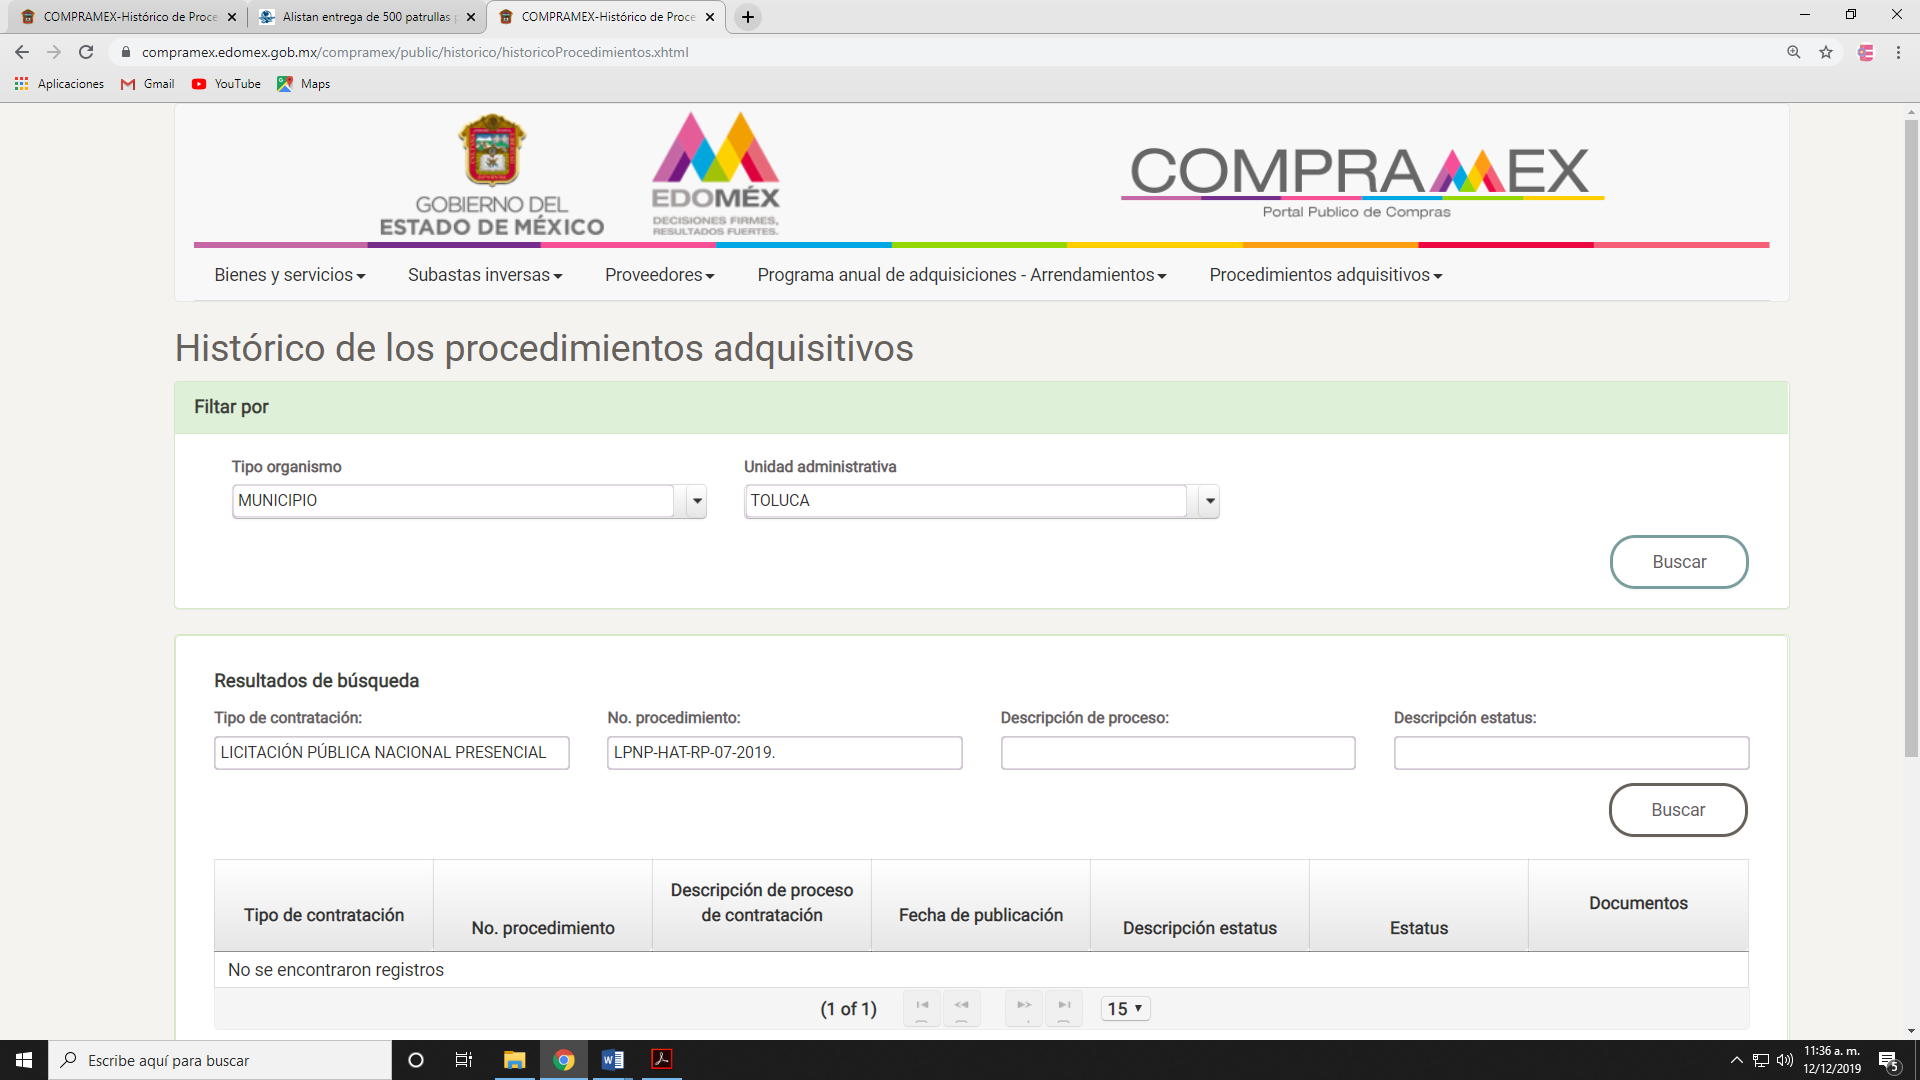 COMPRAMEX-Histórico de Proce
Alistan entrega de 500 patrullas
COMPRAMEX-Histórico de Proce
compramex.edomex.gob.mx/compramex/public/historico/historicoProcedimientos.xhtml
Aplicaciones Gmail YouTube Maps
GOBIERNO DEL
ESTADO DE MÉXICO
EDOMÉX
DECISIONES FIRMES,
RESULTADOS FUERTES.
COMPRAMEX
Portal Publico de Compras
Bienes y servicios Subastas inversas Proveedores Programa anual de adquisiciones - Arrendamientos Procedimientos adquisitivos
Histórico de los procedimientos adquisitivos
Filtar por
Tipo organismo Unidad administrativa
MUNICIPIO TOLUCA
Buscar
Resultados de búsqueda
Tipo de contratación: No. procedimiento: Descripción de proceso: Descripción estatus:
LICITACIÓN PÚBLICA NACIONAL PRESENCIAL LPNP-HAT-RP-07-2019.
Buscar
Tipo de contratación No. procedimiento Descripción de proceso de contratación Fecha de publicación Descripción estatus Estatus Documentos
No se encontraron registros
(1 of 1) 15
Escribe aquí para buscar
11:36 a. m.
12/12/2019
5